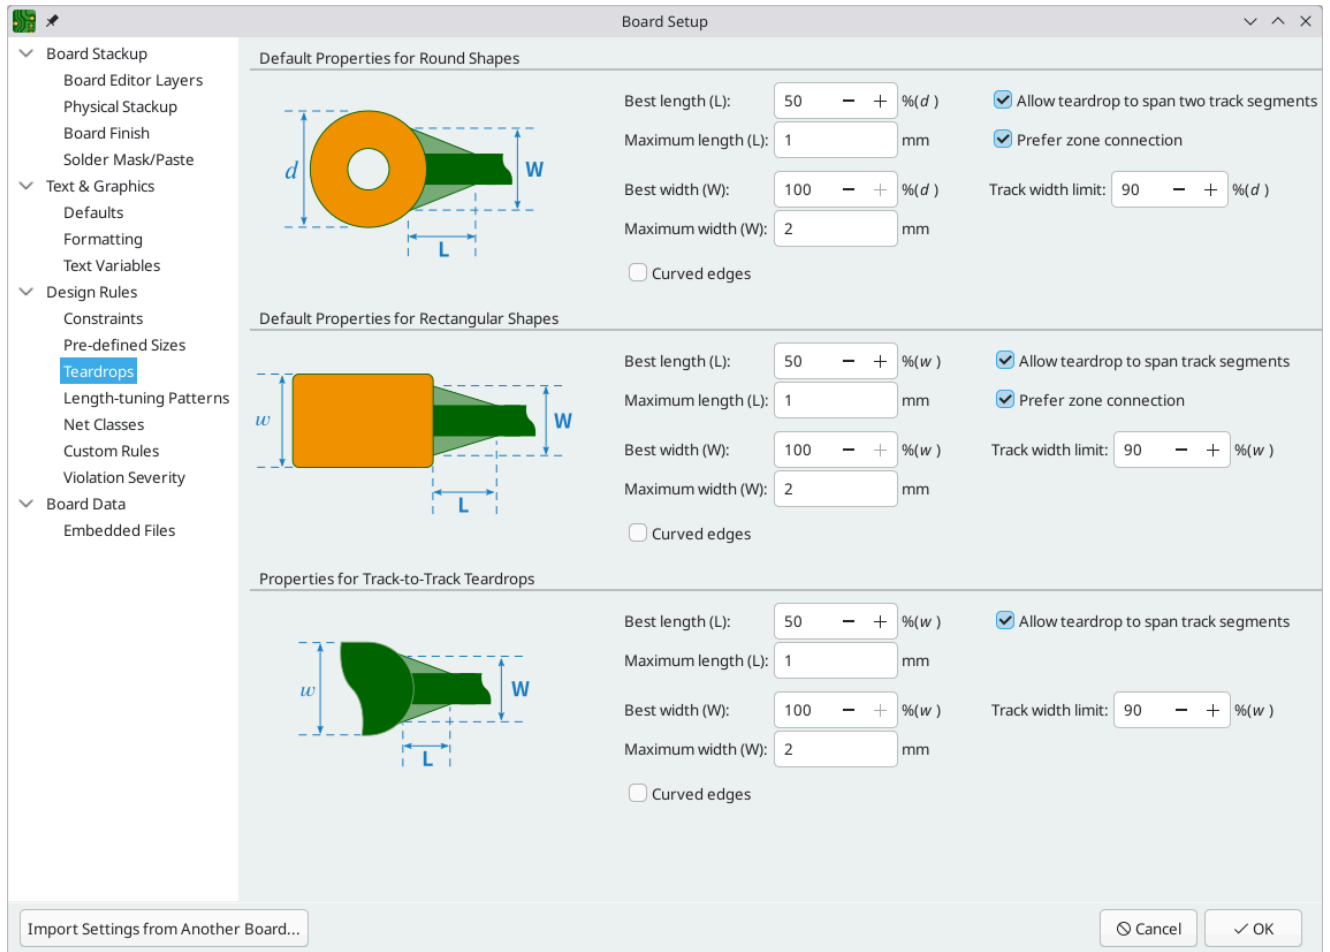 Board Setup
Board Stackup
Board Editor Layers
Physical Stackup
Board Finish
Solder Mask/Paste
Text & Graphics
Defaults
Formatting
Text Variables
Design Rules
Constraints
Pre-defined Sizes
Teardrops
Length-tuning Patterns
Net Classes
Custom Rules
Violation Severity
Board Data
Embedded Files
Default Properties for Round Shapes
d
W
L
Best length (L): 50 − + %(d )
Allow teardrop to span two track segments
Maximum length (L): 1 mm
Prefer zone connection
Best width (W): 100 − + %(d )
Track width limit: 90 − + %(d )
Maximum width (W): 2 mm
Curved edges
Default Properties for Rectangular Shapes
w
W
L
Best length (L): 50 − + %(w )
Allow teardrop to span track segments
Maximum length (L): 1 mm
Prefer zone connection
Best width (W): 100 − + %(w )
Track width limit: 90 − + %(w )
Maximum width (W): 2 mm
Curved edges
Properties for Track-to-Track Teardrops
w
W
L
Best length (L): 50 − + %(w )
Allow teardrop to span track segments
Maximum length (L): 1 mm
Best width (W): 100 − + %(w )
Track width limit: 90 − + %(w )
Maximum width (W): 2 mm
Curved edges
Import Settings from Another Board...
Cancel
OK